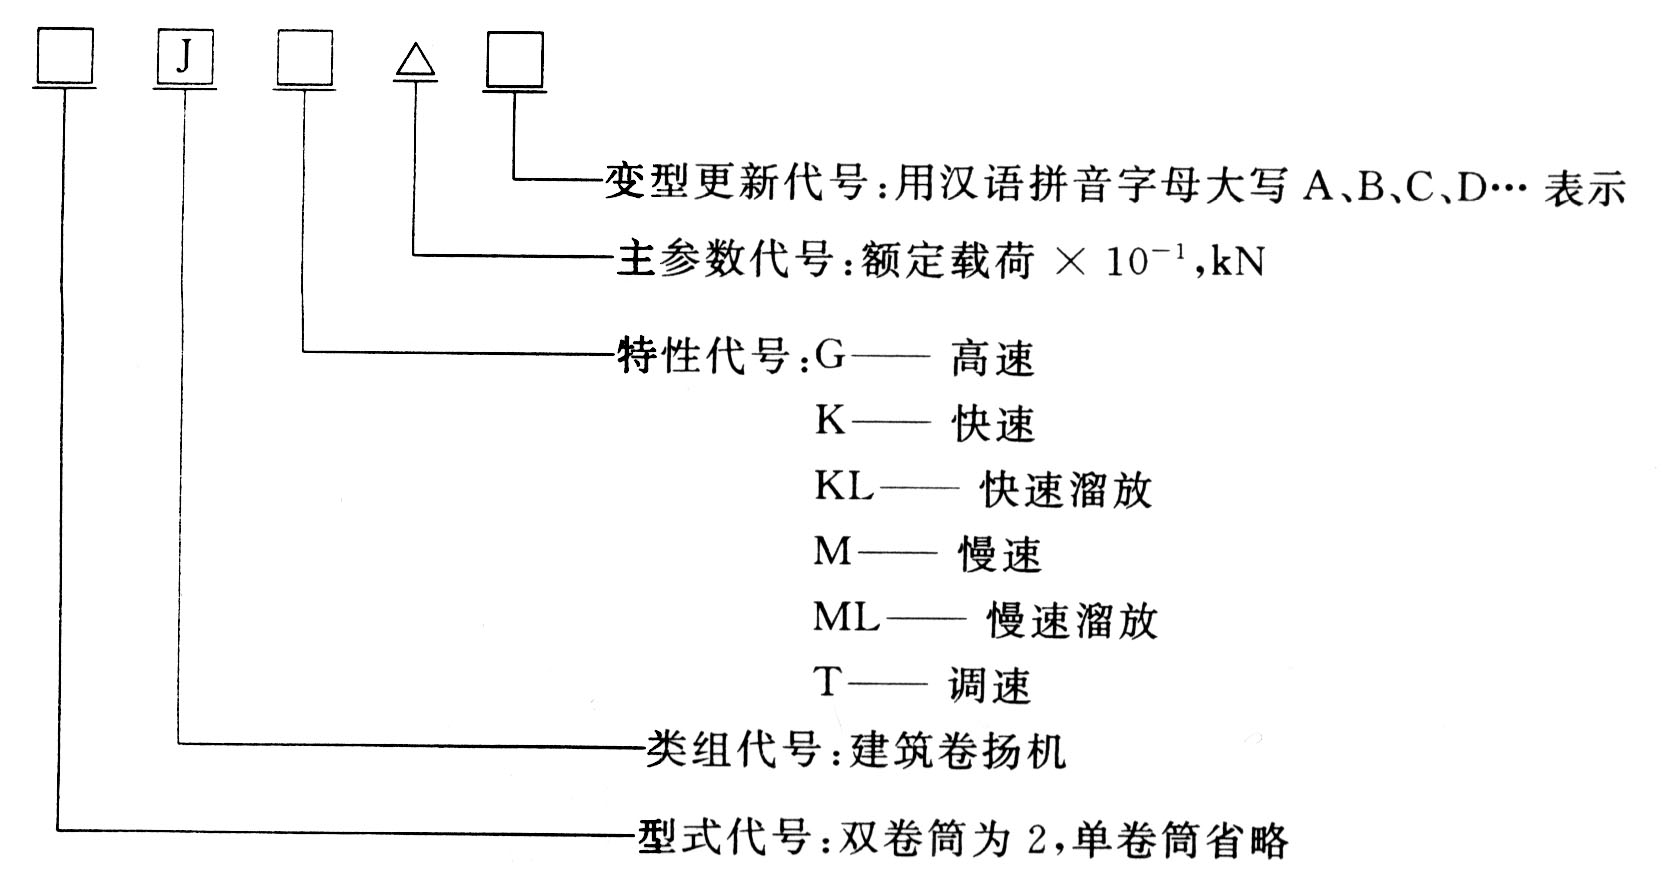 J
变型更新代号:用汉语拼音字母大写 A、B、C、D… 表示
主参数代号:额定载荷 × 10⁻¹,kN
特性代号:G—— 高速
K—— 快速
KL—— 快速溜放
M—— 慢速
ML—— 慢速溜放
T—— 调速
类组代号:建筑卷扬机
型式代号:双卷筒为 2,单卷筒省略